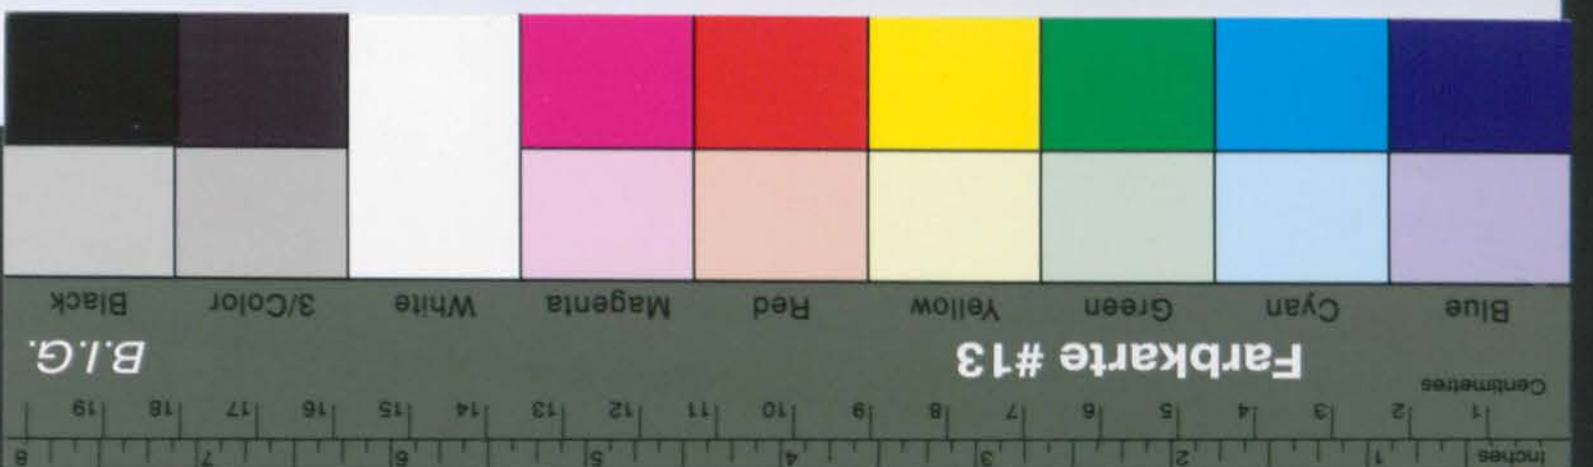 Inches 1 2 3 4 5 6 7 8
1 2 3 4 5 6 7 8 9 10 11 12 13 14 15 16 17 18 19
Centimetres
Farbkarte #13 B.I.G.
Blue Cyan Green Yellow Red Magenta White 3/Color Black